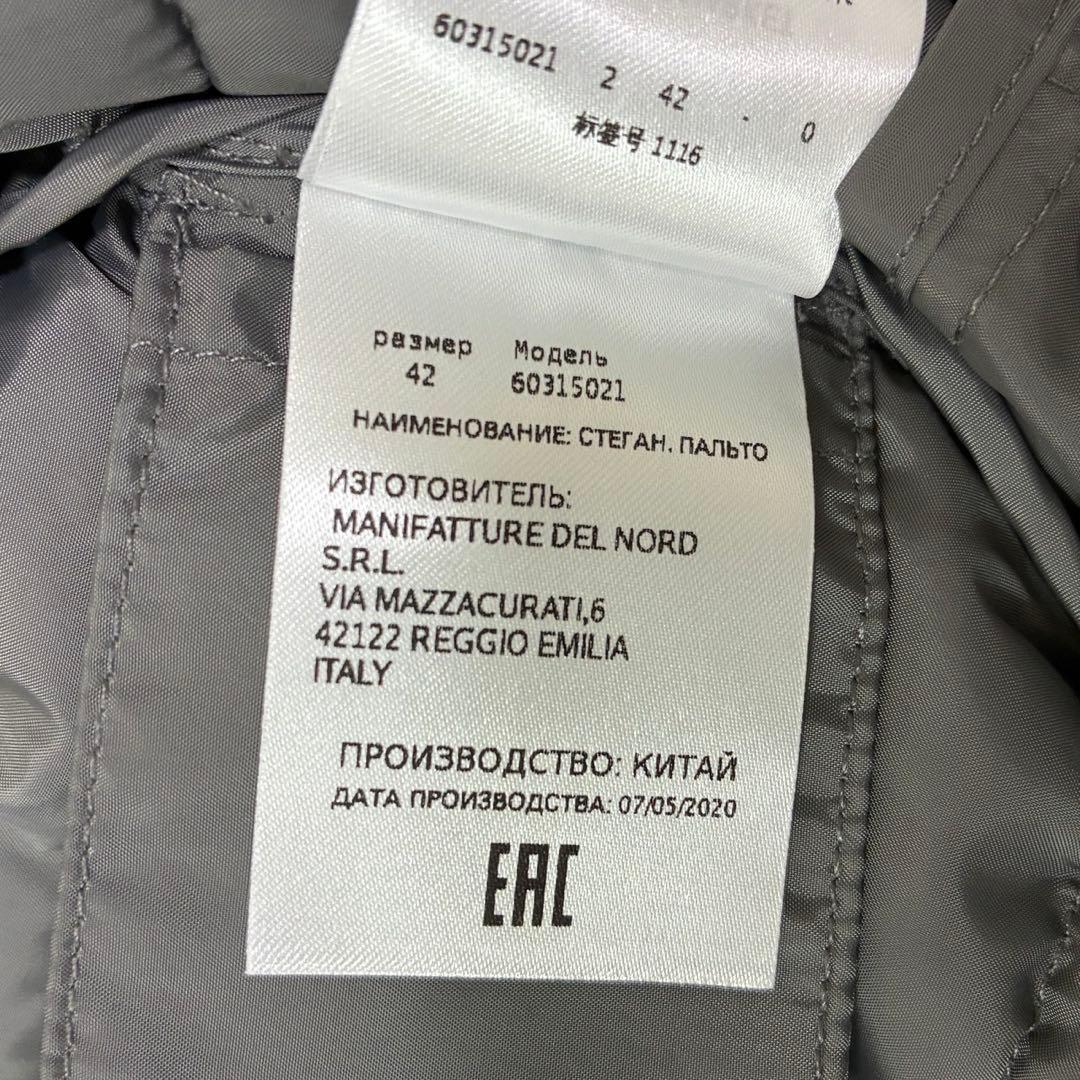 60315021 2 42 - 0
标签号 1116
размер Модель
42 60315021
НАИМЕНОВАНИЕ: СТЕГАН. ПАЛЬТО
ИЗГОТОВИТЕЛЬ:
MANIFATTURE DEL NORD
S.R.L.
VIA MAZZACURATI,6
42122 REGGIO EMILIA
ITALY
ПРОИЗВОДСТВО: КИТАЙ
ДАТА ПРОИЗВОДСТВА: 07/05/2020
EAC